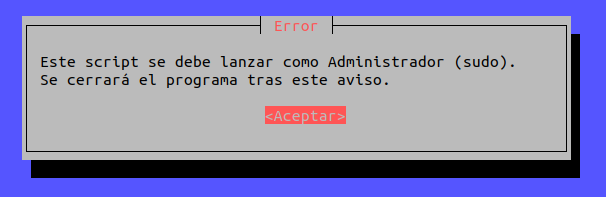 Error
Este script se debe lanzar como Administrador (sudo).
Se cerrará el programa tras este aviso.
<Aceptar>